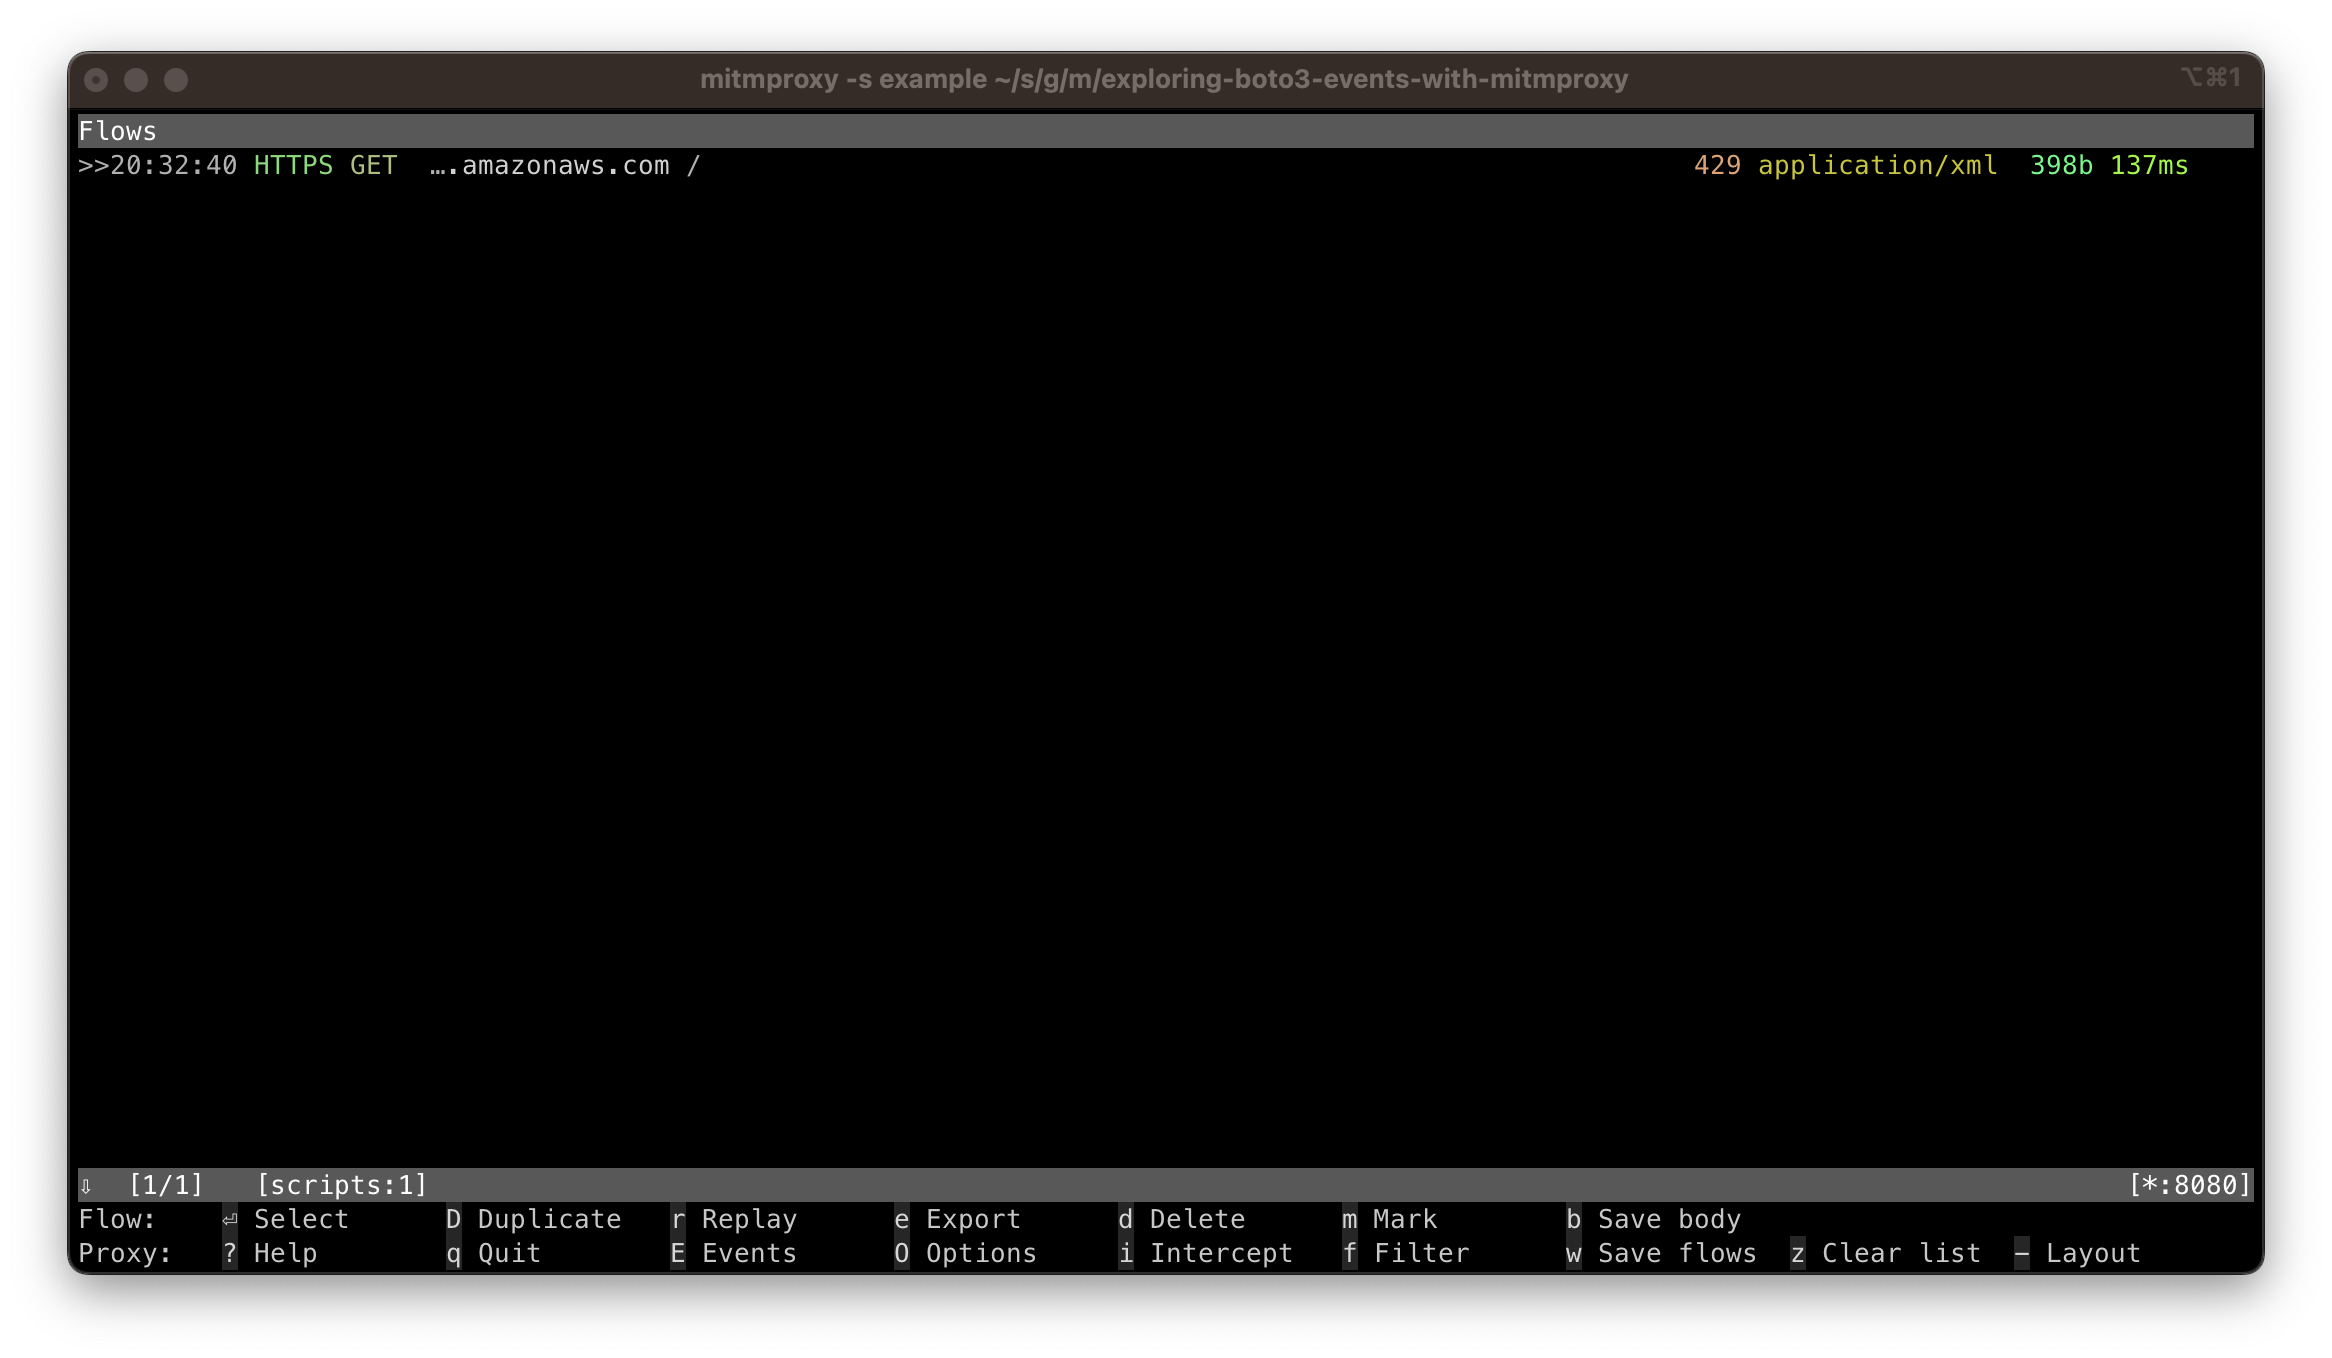 mitmproxy -s example ~/s/g/m/exploring-boto3-events-with-mitmproxy ⌥⌘1
Flows
>>20:32:40 HTTPS GET ….amazonaws.com / 429 application/xml 398b 137ms
⇩ [1/1] [scripts:1] [*:8080]
Flow: ⏎ Select D Duplicate r Replay e Export d Delete m Mark b Save body
Proxy: ? Help q Quit E Events O Options i Intercept f Filter w Save flows z Clear list - Layout